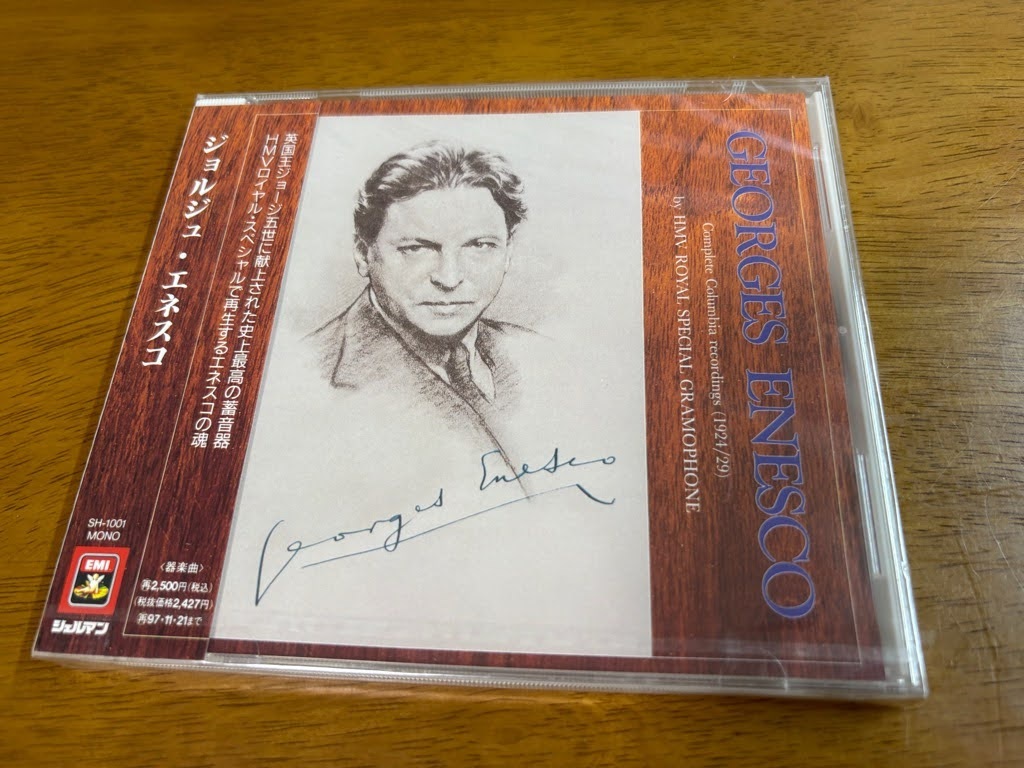 ジョルジュ・エネスコ
英国王ジョージ五世に献上された史上最高の蓄音器
HMVロイヤル・スペシャルで再生するエネスコの魂
SH-1001
MONO
EMI
ジェルマン
〈器楽曲〉
再2,500円(税込)
(税抜価格2,427円)
再97・11・21まで
Georges Enesco
GEORGES ENESCO
Complete Columbia recordings (1924/29)
by HMV ROYAL SPECIAL GRAMOPHONE